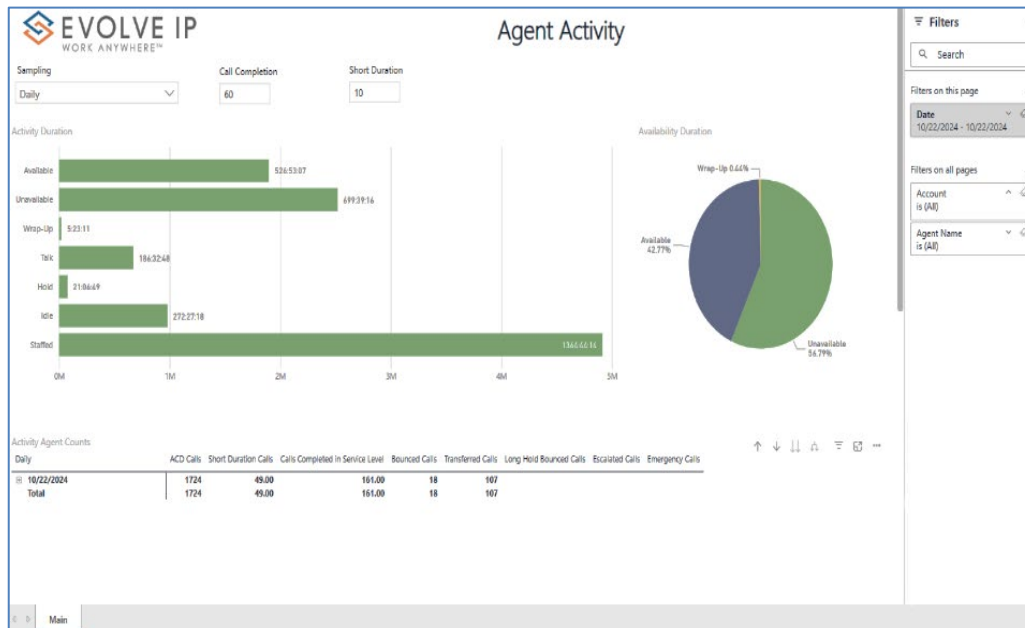 EVOLVE IP
WORK ANYWHERE™
Agent Activity
Sampling
Call Completion
Short Duration
Daily
60
10
Activity Duration
Available
526:53:07
Unavailable
699:39:16
Wrap-Up
5:23:11
Talk
186:32:48
Hold
21:06:49
Idle
272:27:18
Staffed
0M
1M
2M
3M
4M
5M
Availability Duration
Wrap-Up 0.44%
Available
42.77%
Unavailable
56.79%
Activity Agent Counts
Daily ACD Calls Short Duration Calls Calls Completed in Service Level Bounced Calls Transferred Calls Long Hold Bounced Calls Escalated Calls Emergency Calls
10/22/2024 1724 49.00 161.00 18 107
Total 1724 49.00 161.00 18 107
Main
Filters
Search
Filters on this page
Date
10/22/2024 - 10/22/2024
Filters on all pages
Account
is (All)
Agent Name
is (All)